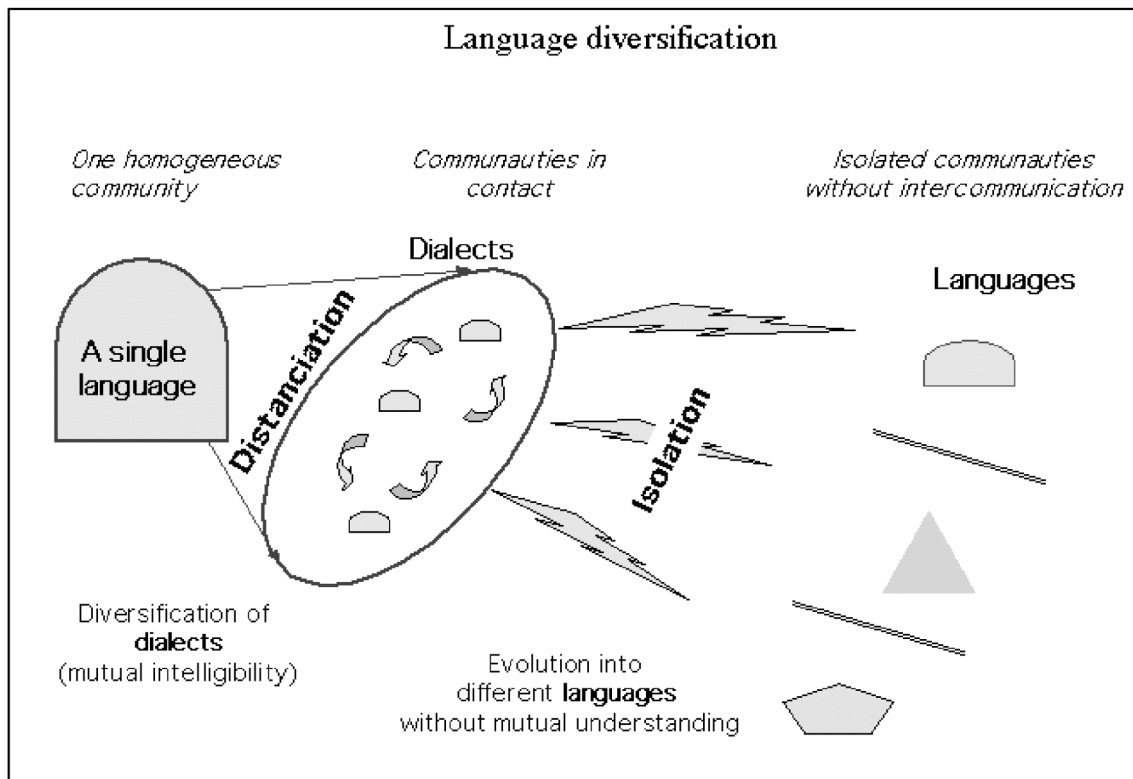 Language diversification
One homogeneous
community
Communauties in
contact
Isolated communauties
without intercommunication
Dialects
Languages
A single
language
Distanciation
Isolation
Diversification of
dialects
(mutual intelligibility)
Evolution into
different languages
without mutual understanding